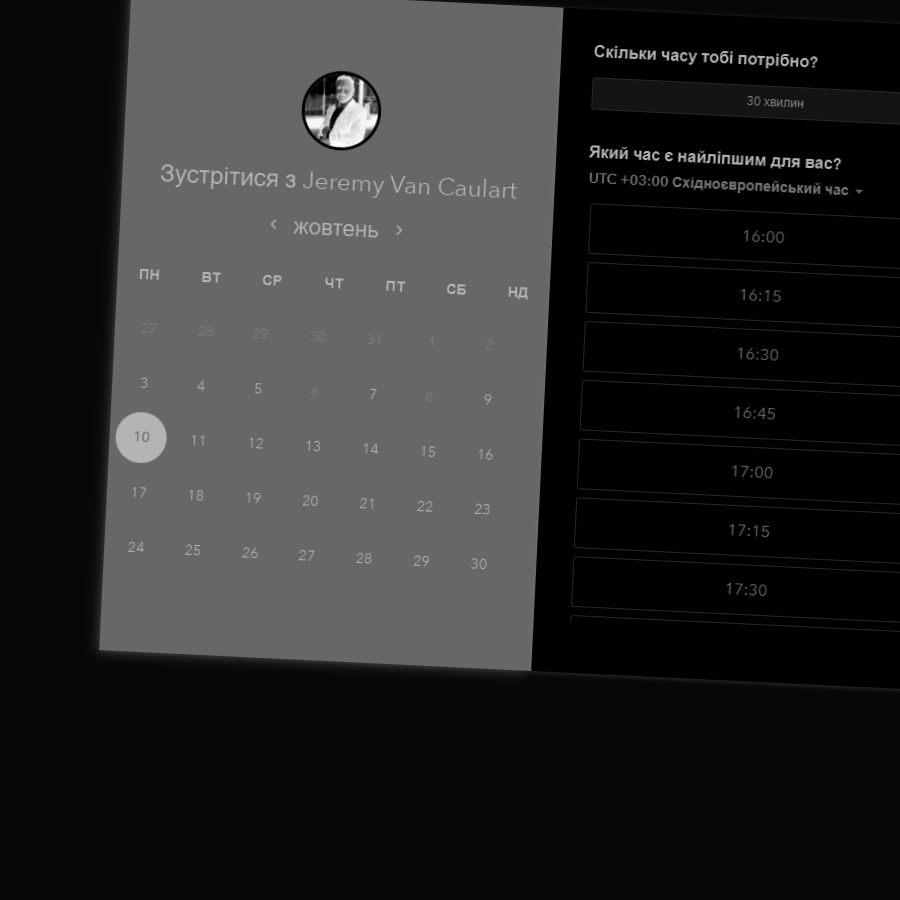 Зустрітися з Jeremy Van Caulart
‹ жовтень ›
ПН ВТ СР ЧТ ПТ СБ НД
27 28 29 30 31 1 2
3 4 5 6 7 8 9
10 11 12 13 14 15 16
17 18 19 20 21 22 23
24 25 26 27 28 29 30
Скільки часу тобі потрібно?
30 хвилин
Який час є найліпшим для вас?
UTC +03:00 Східноєвропейський час
16:00
16:15
16:30
16:45
17:00
17:15
17:30